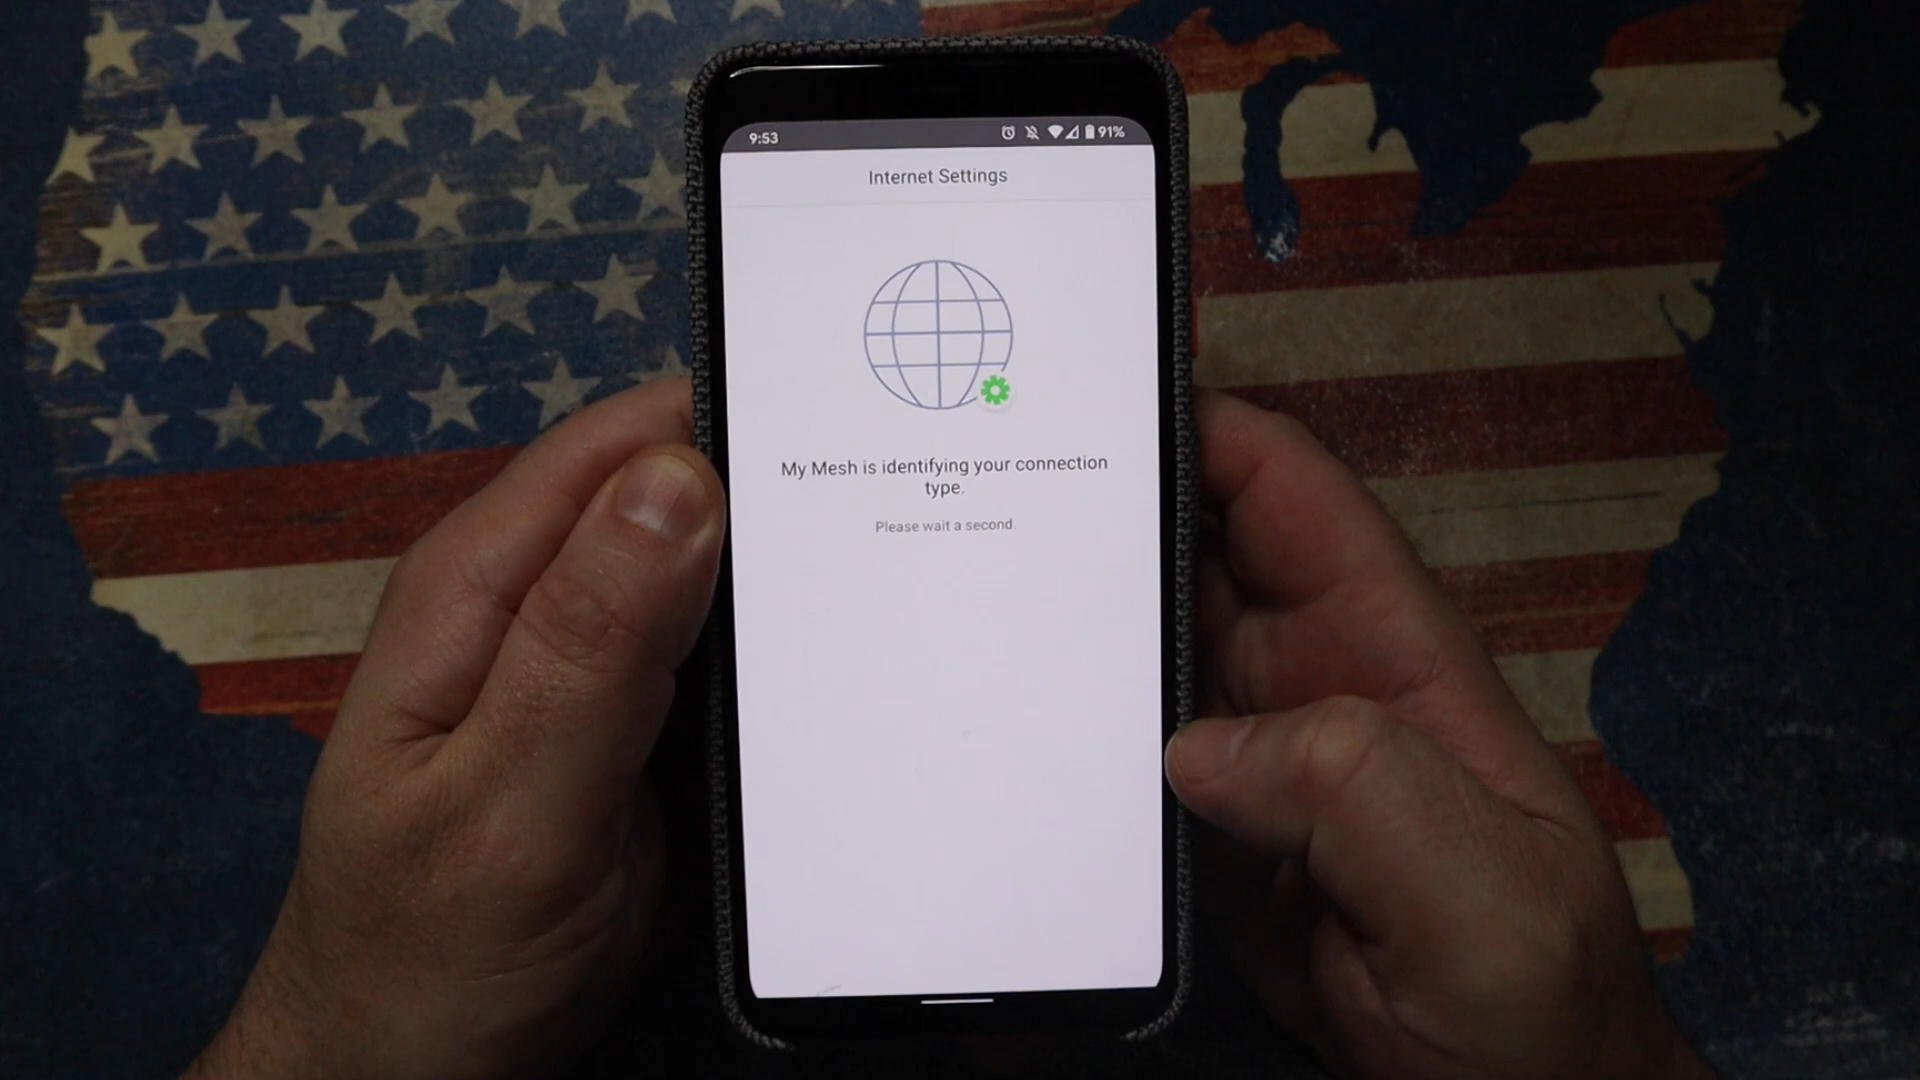 9:53
91%
Internet Settings
My Mesh is identifying your connection
type.
Please wait a second.